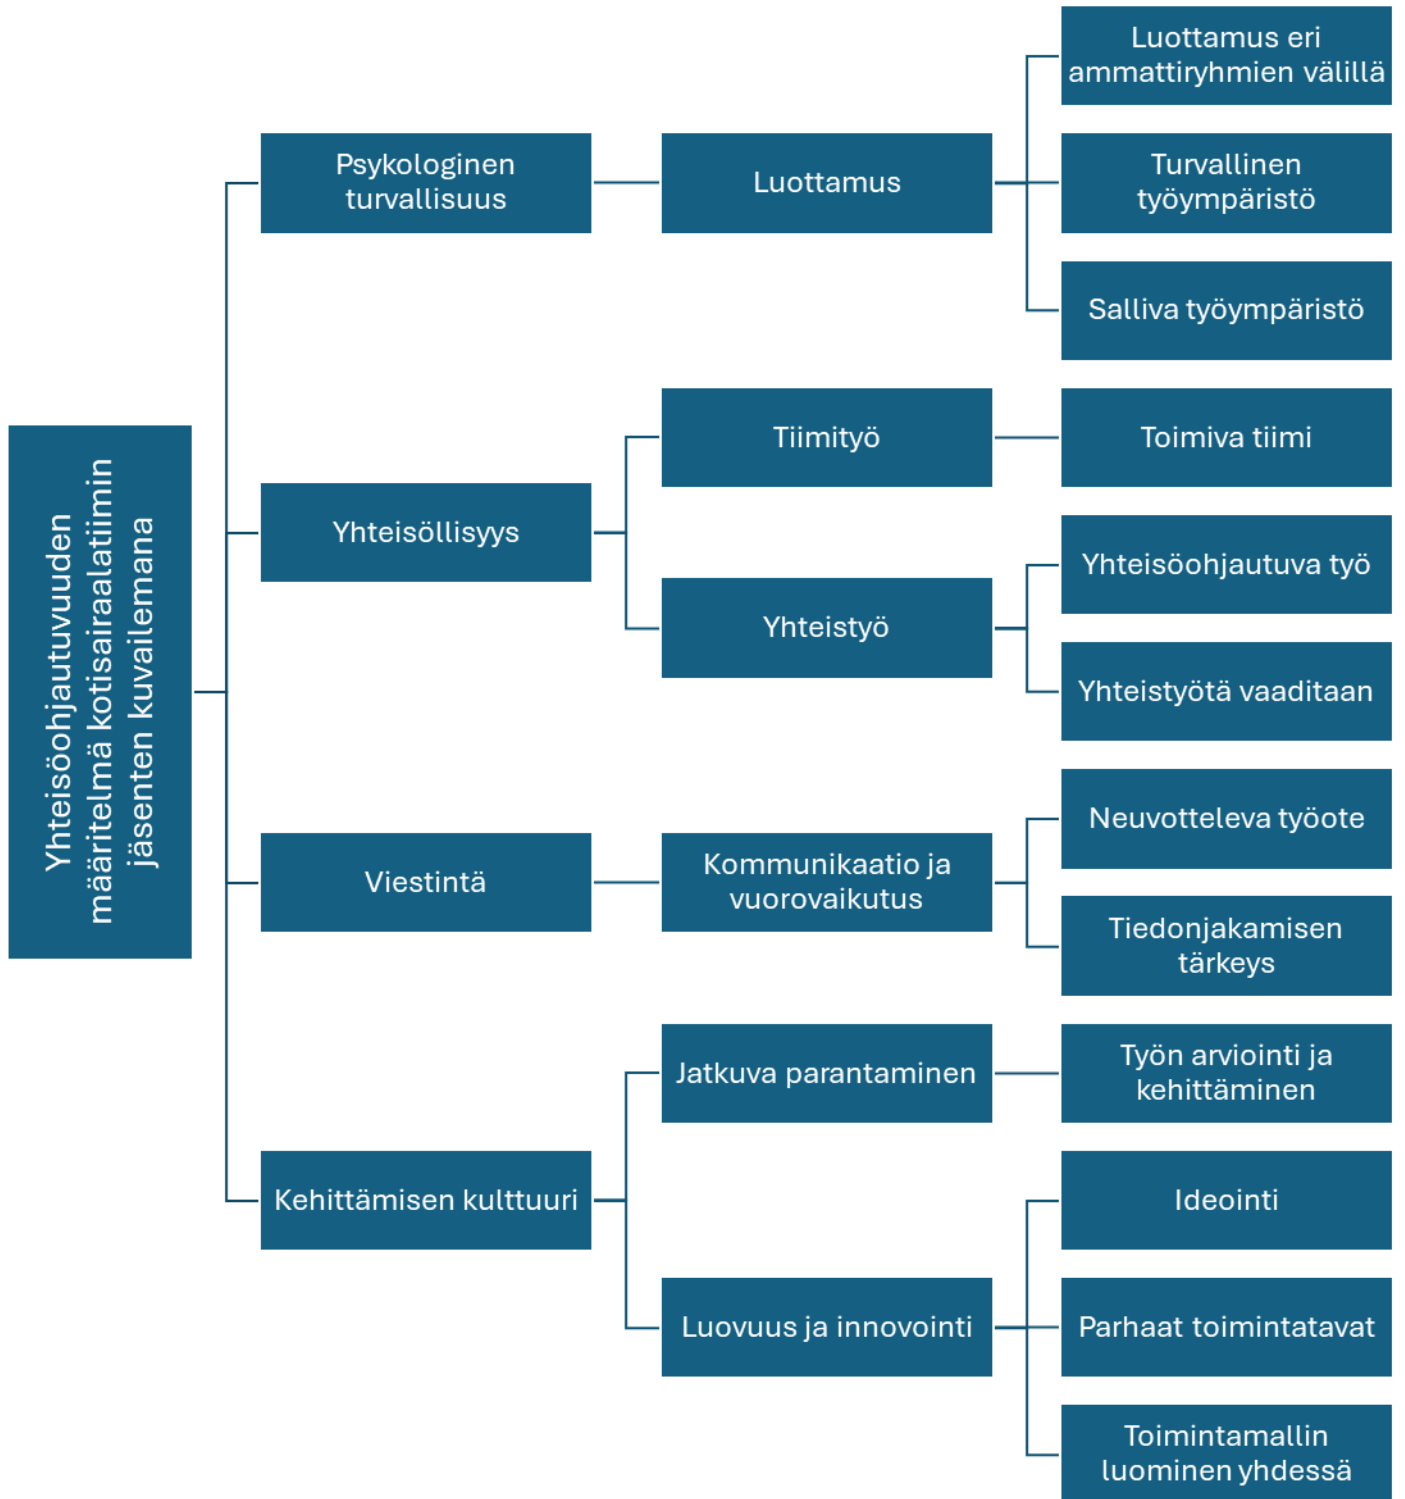 Yhteisöohjautuvuuden
määritelmä kotisairaalatiimin
jäsenten kuvailemana
Psykologinen
turvallisuus
Luottamus
Luottamus eri
ammattiryhmien välillä
Turvallinen
työympäristö
Salliva työympäristö
Yhteisöllisyys
Tiimityö
Toimiva tiimi
Yhteistyö
Yhteisöohjautuva työ
Yhteistyötä vaaditaan
Viestintä
Kommunikaatio ja
vuorovaikutus
Neuvotteleva työote
Tiedonjakamisen
tärkeys
Kehittämisen kulttuuri
Jatkuva parantaminen
Työn arviointi ja
kehittäminen
Luovuus ja innovointi
Ideointi
Parhaat toimintatavat
Toimintamallin
luominen yhdessä